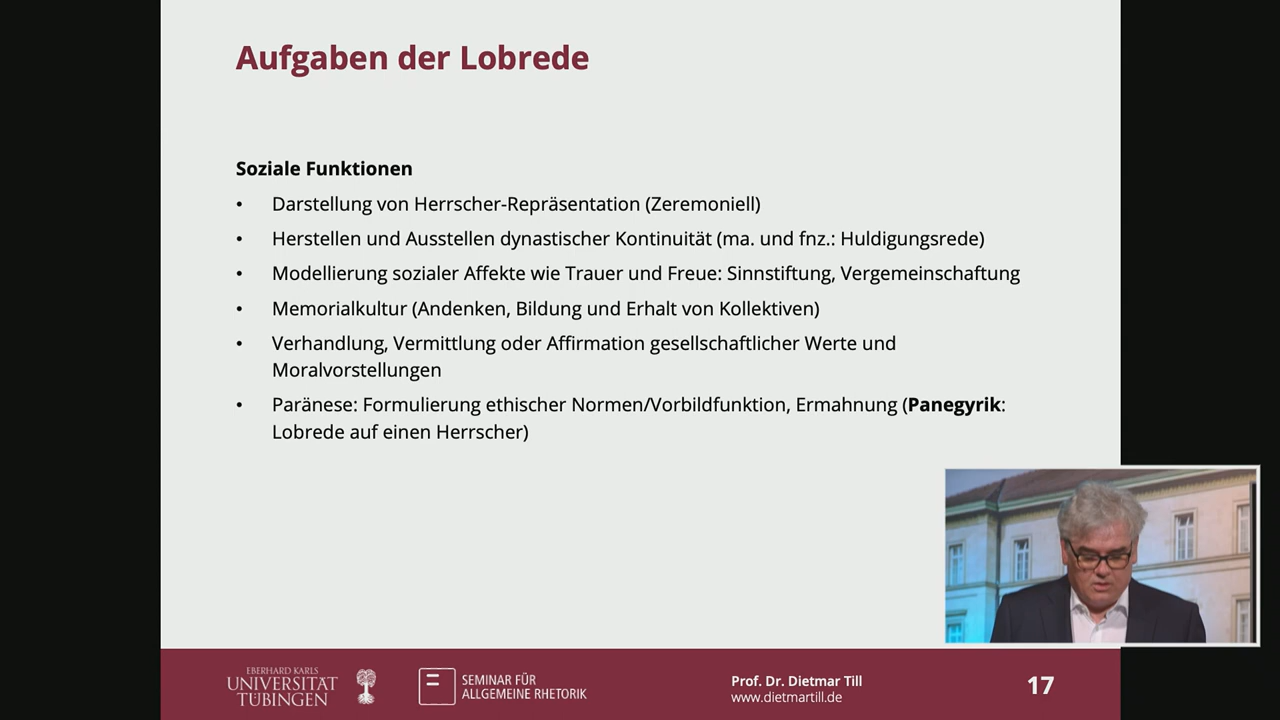 Aufgaben der Lobrede
Soziale Funktionen
• Darstellung von Herrscher-Repräsentation (Zeremoniell)
• Herstellen und Ausstellen dynastischer Kontinuität (ma. und fnz.: Huldigungsrede)
• Modellierung sozialer Affekte wie Trauer und Freue: Sinnstiftung, Vergemeinschaftung
• Memorialkultur (Andenken, Bildung und Erhalt von Kollektiven)
• Verhandlung, Vermittlung oder Affirmation gesellschaftlicher Werte und
Moralvorstellungen
• Paränese: Formulierung ethischer Normen/Vorbildfunktion, Ermahnung (Panegyrik:
Lobrede auf einen Herrscher)
EBERHARD KARLS
UNIVERSITÄT
TÜBINGEN
SEMINAR FÜR
ALLGEMEINE RHETORIK
Prof. Dr. Dietmar Till
www.dietmartill.de
17